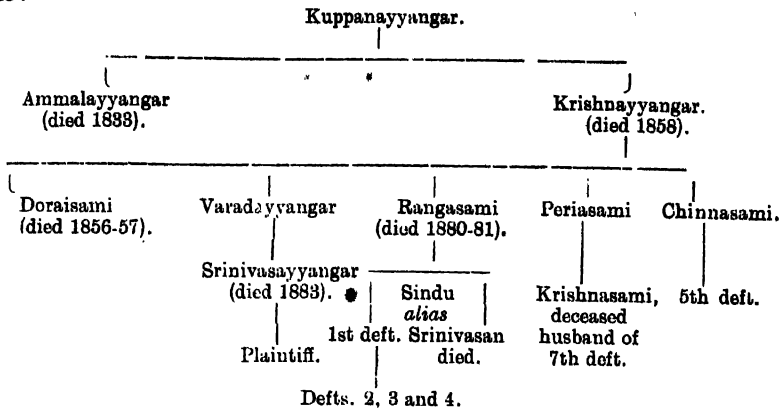 Kuppanayyangar.
Ammalayyangar Krishnayyangar.
(died 1833). (died 1858).
Doraisami Varadayyangar Rangasami Periasami Chinnasami.
(died 1856-57). (died 1880-81).
Srinivasayyangar Sindu Krishnasami, 5th deft.
(died 1883). alias deceased
1st deft. Srinivasan husband of
Plaintiff. died. 7th deft.
Defts. 2, 3 and 4.